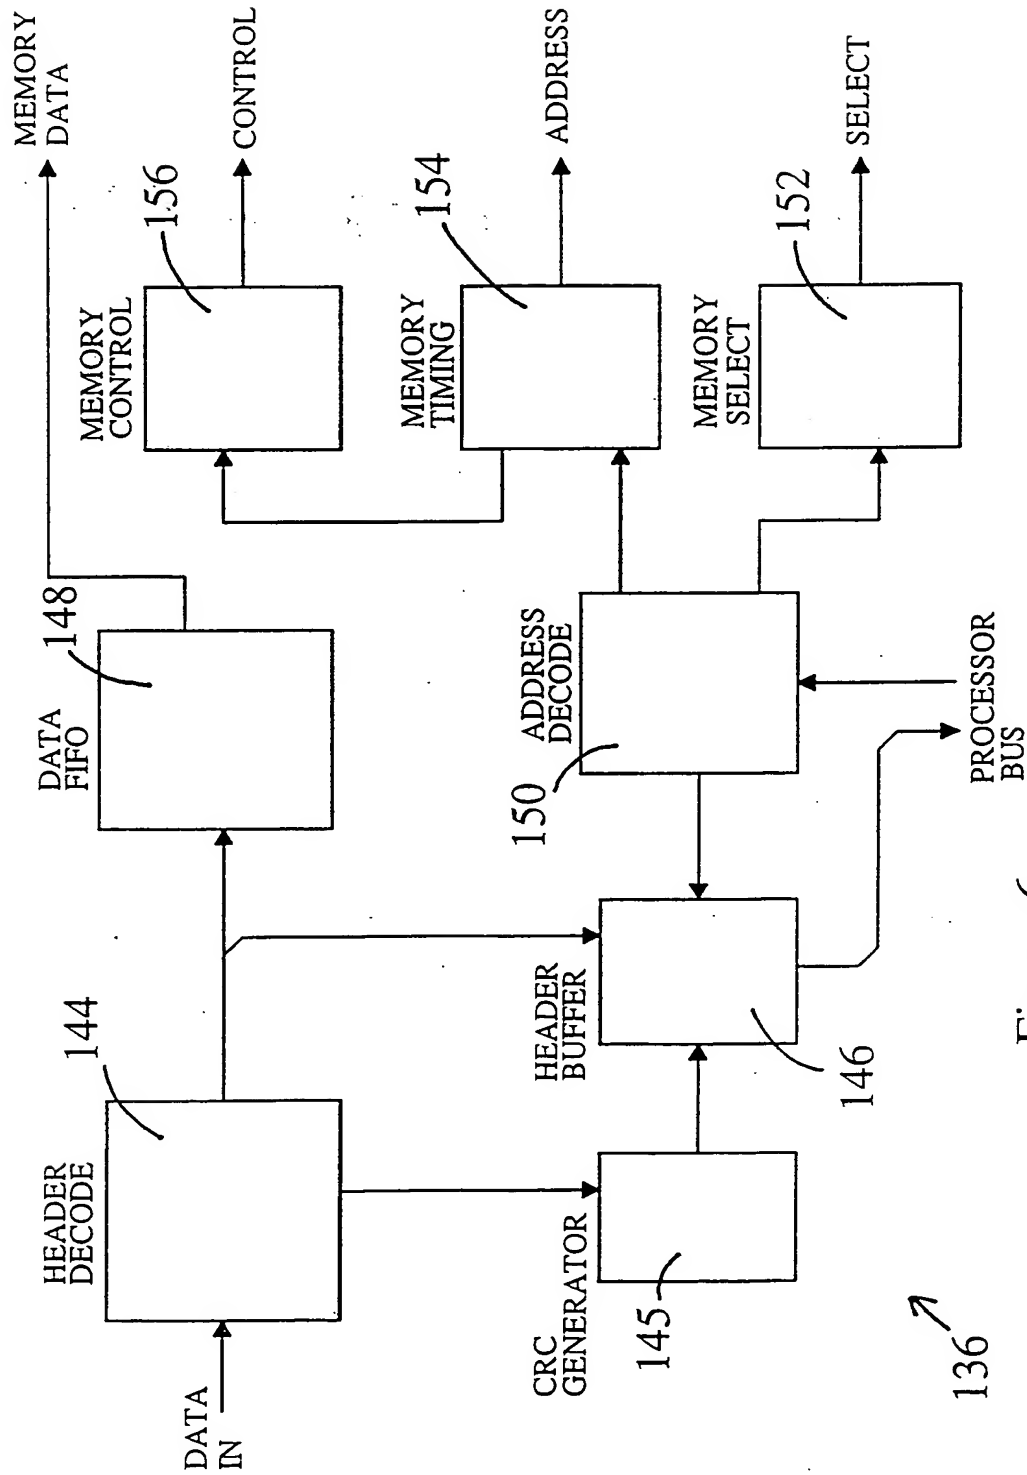 DATA
IN
HEADER
DECODE
144
DATA
FIFO
148
MEMORY
DATA
MEMORY
CONTROL
156
CONTROL
MEMORY
TIMING
154
ADDRESS
CRC
GENERATOR
145
HEADER
BUFFER
146
ADDRESS
DECODE
150
MEMORY
SELECT
152
SELECT
PROCESSOR
BUS
136